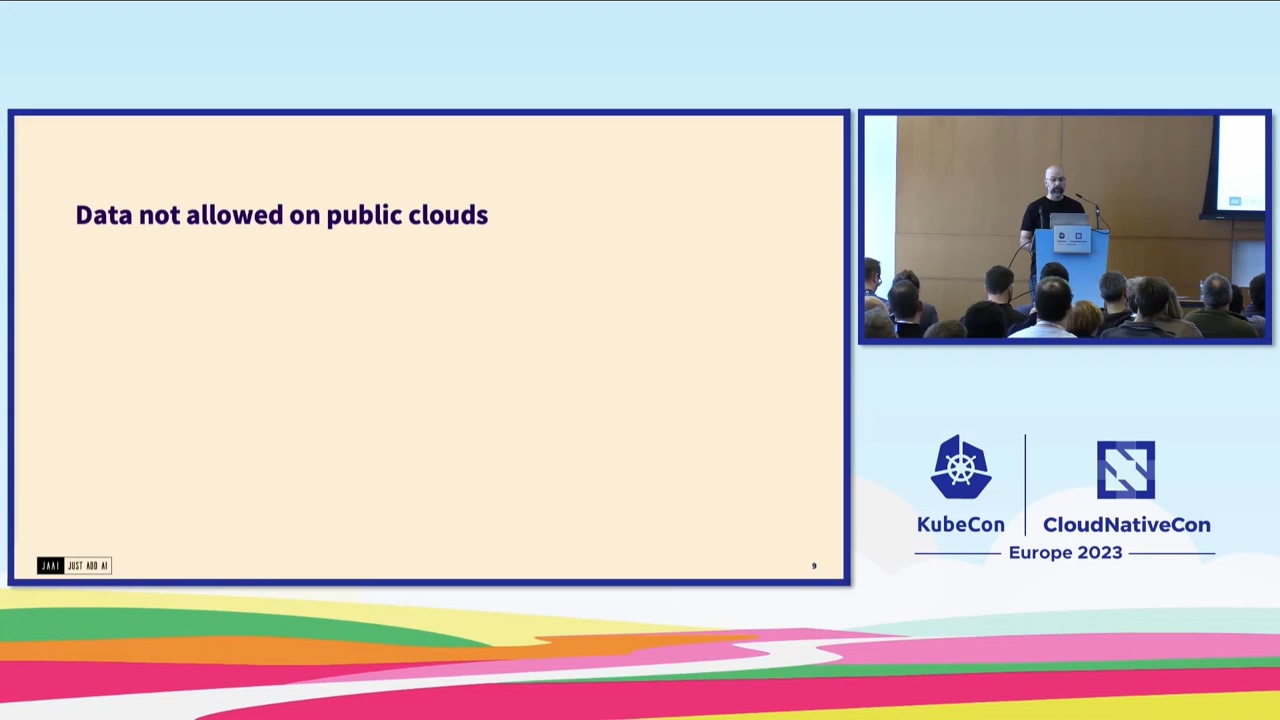 Data not allowed on public clouds
JAAI JUST ADD AI
9
KubeCon
CloudNativeCon
Europe 2023